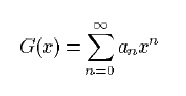 G(x) = \sum_{n=0}^{\infty} a_n x^n